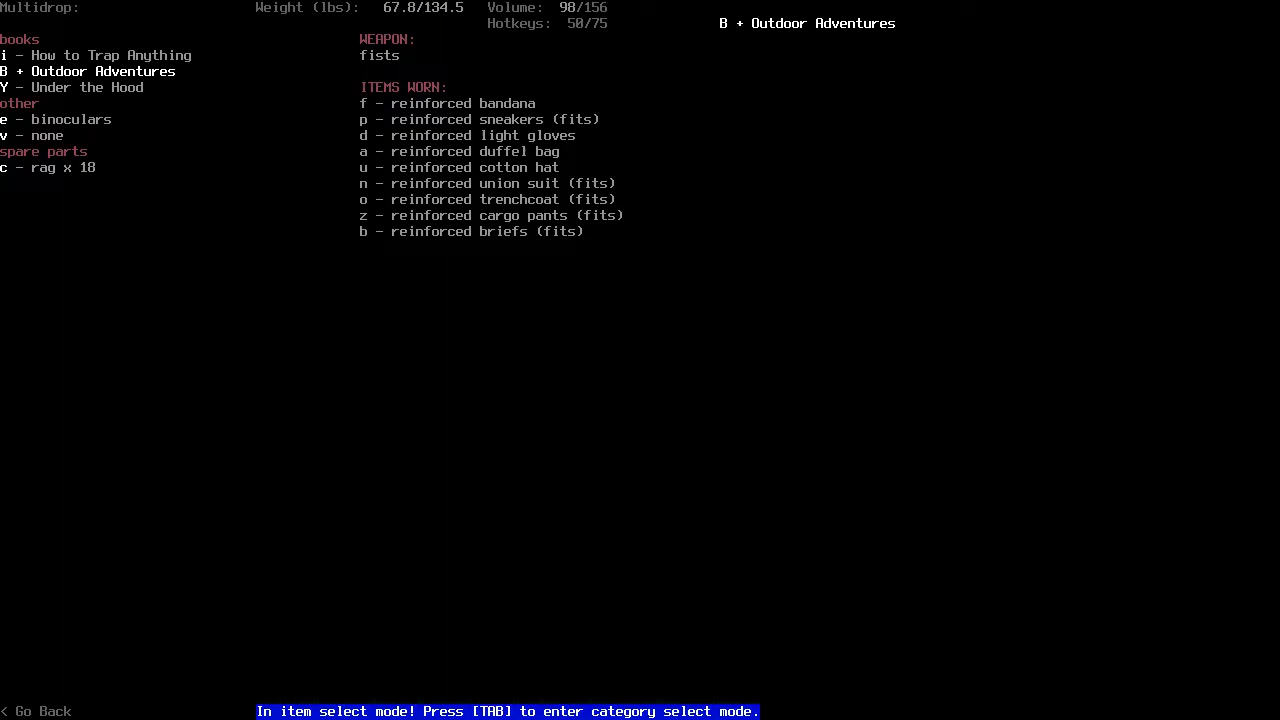 Multidrop: Weight (lbs): 67.8/134.5 Volume: 98/156
Hotkeys: 50/75 B + Outdoor Adventures
books WEAPON:
i - How to Trap Anything fists
B + Outdoor Adventures
Y - Under the Hood ITEMS WORN:
other f - reinforced bandana
e - binoculars p - reinforced sneakers (fits)
v - none d - reinforced light gloves
spare parts a - reinforced duffel bag
c - rag x 18 u - reinforced cotton hat
n - reinforced union suit (fits)
o - reinforced trenchcoat (fits)
z - reinforced cargo pants (fits)
b - reinforced briefs (fits)
< Go Back In item select mode! Press [TAB] to enter category select mode.